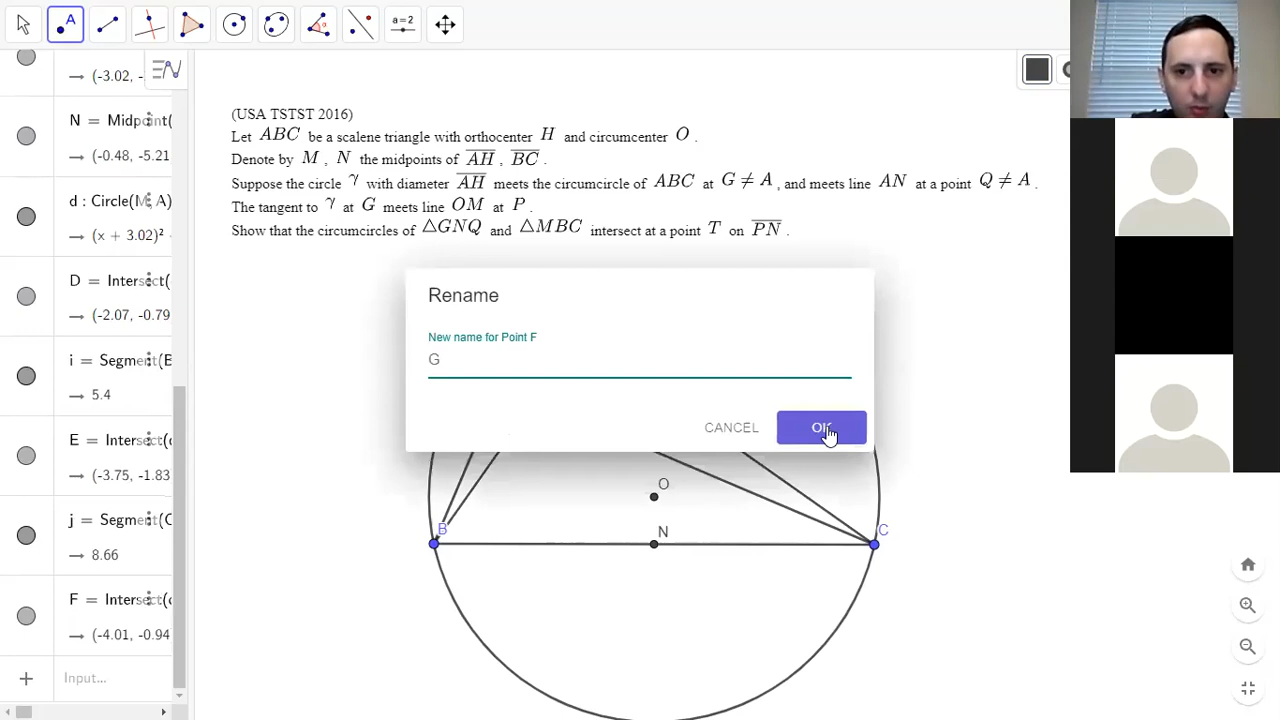 A
a=2
(-3.02, -
N = Midpoint(
(-0.48, -5.21
d : Circle(M, A)
(x + 3.02)²
D = Intersect(
(-2.07, -0.79
i = Segment(B
5.4
E = Intersect(
(-3.75, -1.83
j = Segment(C
8.66
F = Intersect(
(-4.01, -0.94
Input...
(USA TSTST 2016)
Let ABC be a scalene triangle with orthocenter H and circumcenter O .
Denote by M , N the midpoints of \overline{AH} , \overline{BC} .
Suppose the circle γ with diameter \overline{AH} meets the circumcircle of ABC at G ≠ A , and meets line AN at a point Q ≠ A .
The tangent to γ at G meets line OM at P .
Show that the circumcircles of △GNQ and △MBC intersect at a point T on \overline{PN} .
Rename
New name for Point F
G
CANCEL OK
O
B N C